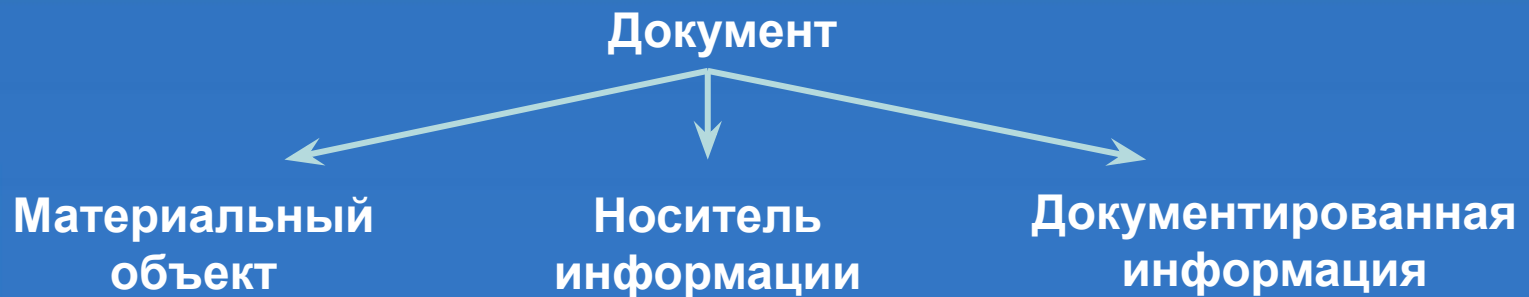 Документ
Материальный
объект
Носитель
информации
Документированная
информация